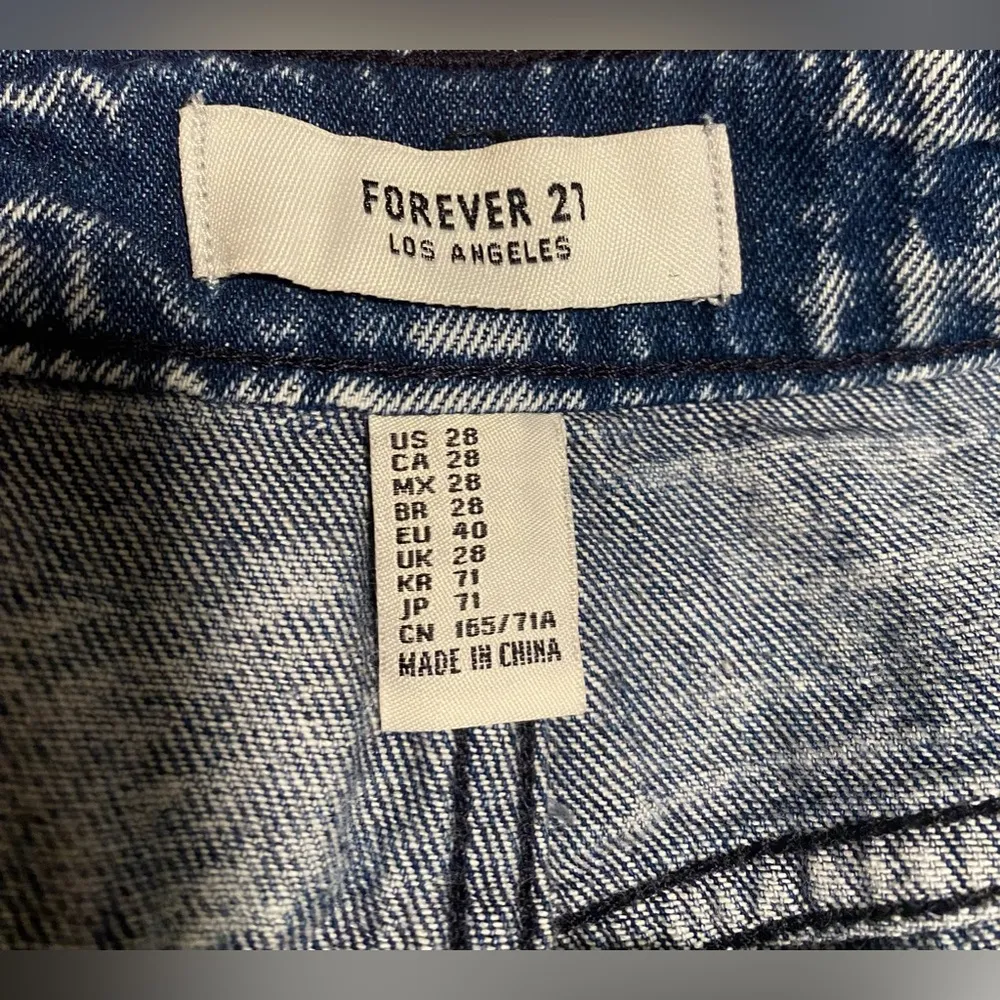 FOREVER 21
LOS ANGELES
US 28
CA 28
MX 28
BR 28
EU 40
UK 28
KR 71
JP 71
CN 165/71A
MADE IN CHINA